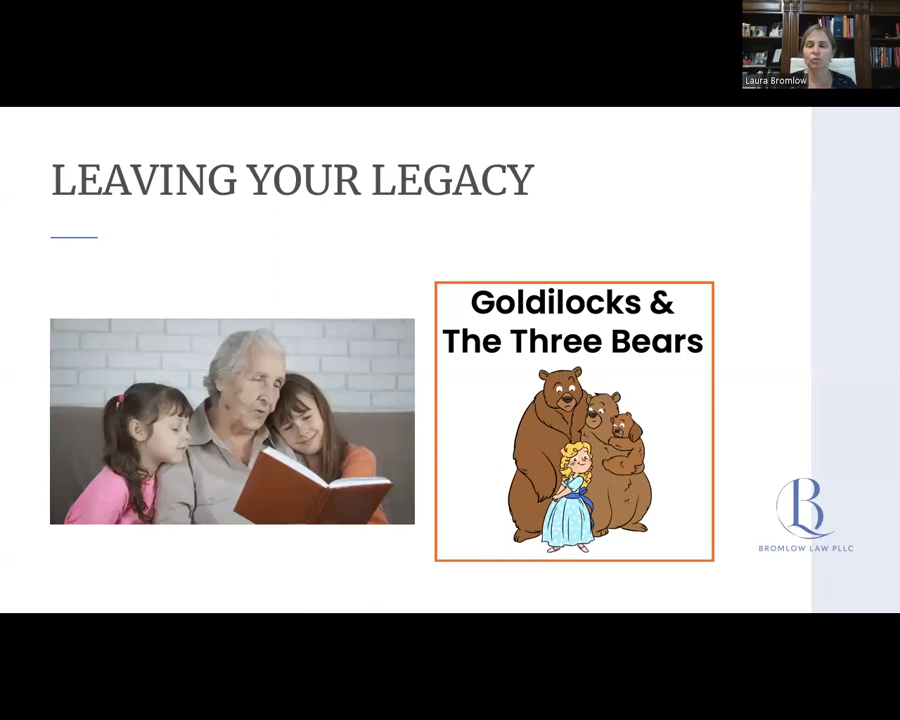 Laura Bromlow
LEAVING YOUR LEGACY
Goldilocks &
The Three Bears
BROMLOW LAW PLLC